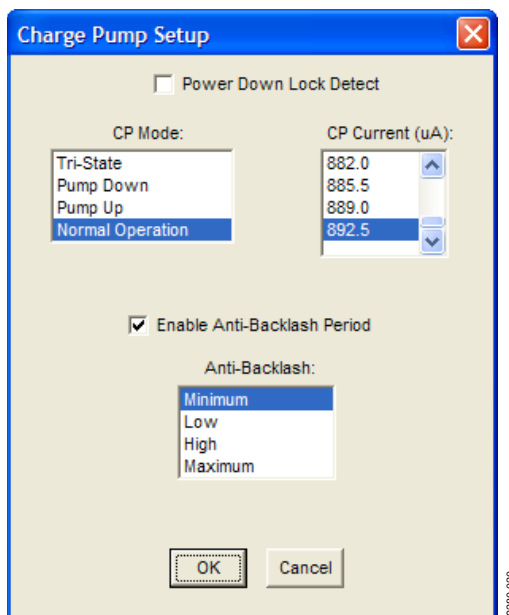 Charge Pump Setup
Power Down Lock Detect
CP Mode:
Tri-State
Pump Down
Pump Up
Normal Operation
CP Current (uA):
882.0
885.5
889.0
892.5
Enable Anti-Backlash Period
Anti-Backlash:
Minimum
Low
High
Maximum
OK
Cancel